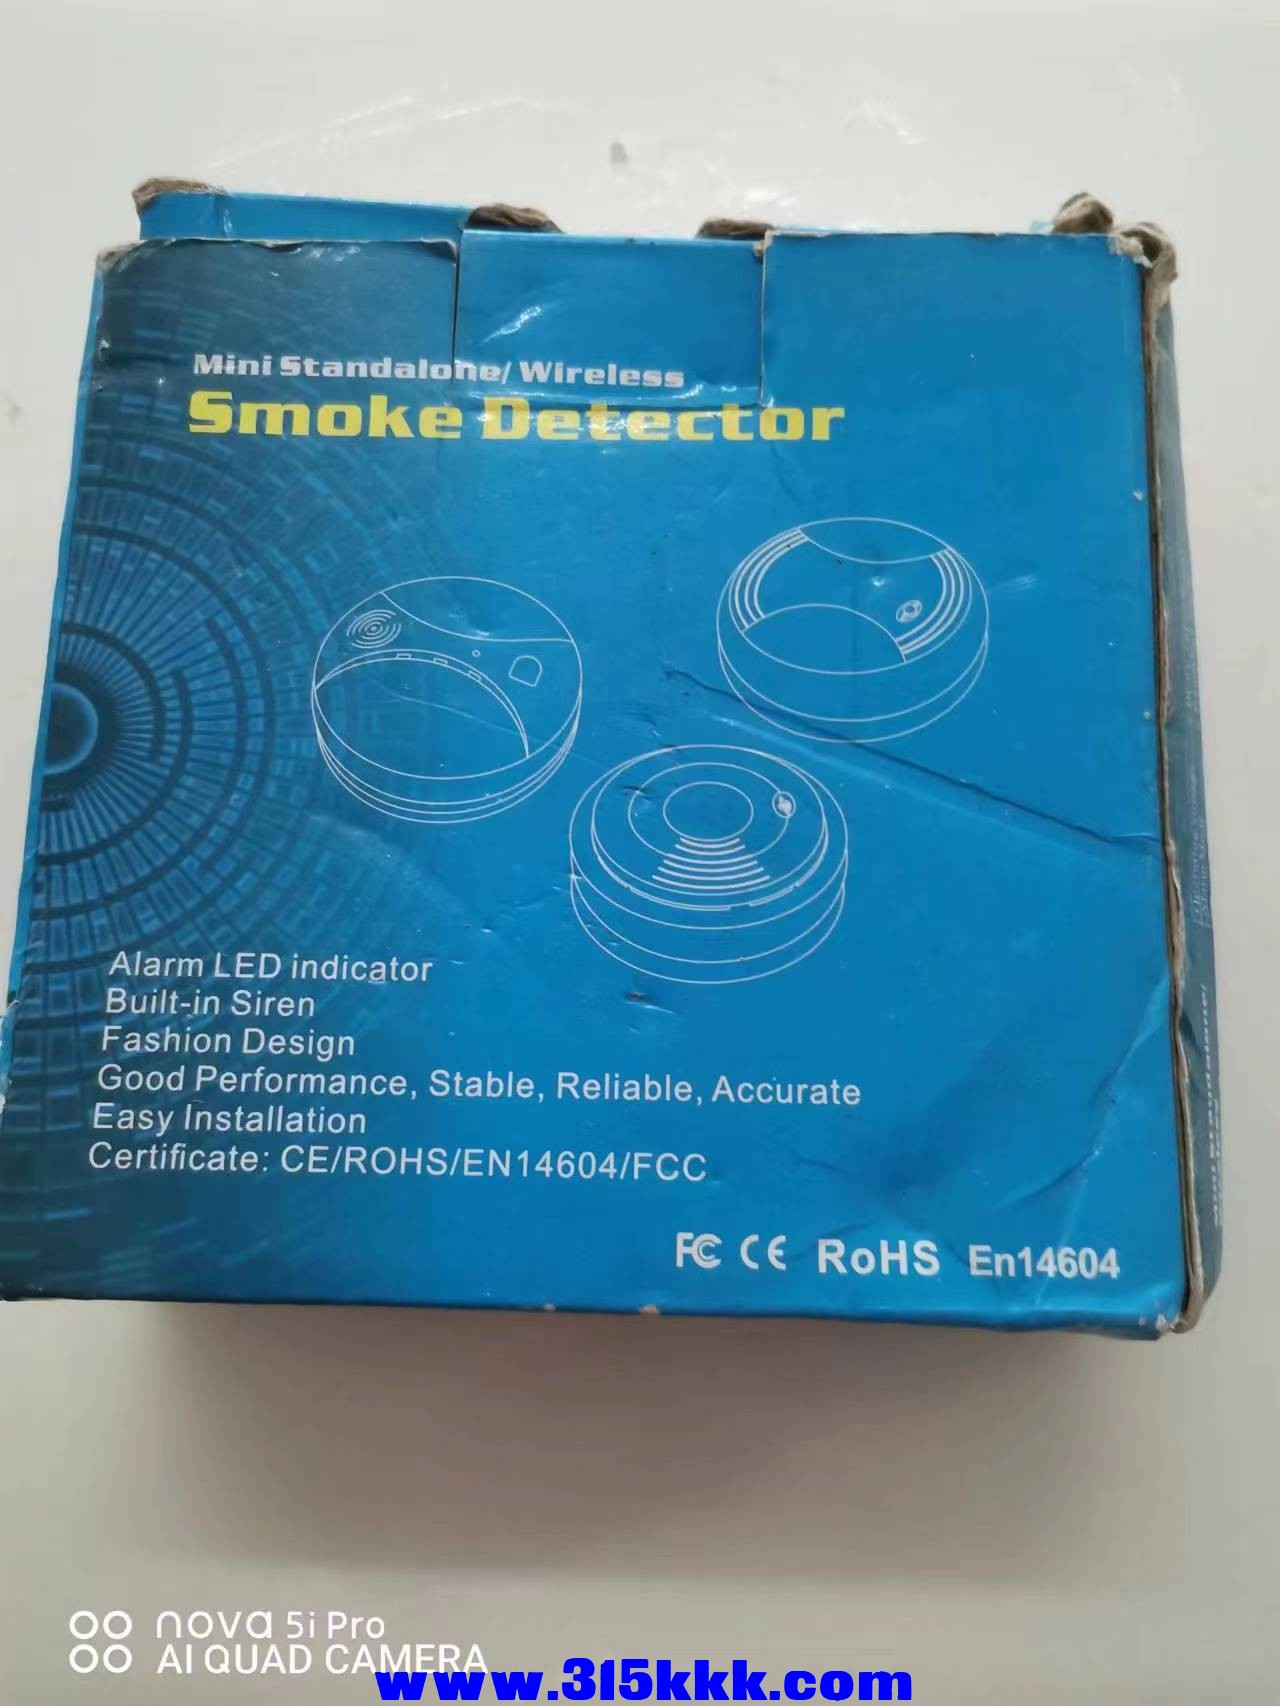 Mini Standalone/Wireless
Smoke Detector
Alarm LED indicator
Built-in Siren
Fashion Design
Good Performance, Stable, Reliable, Accurate
Easy Installation
Certificate: CE/ROHS/EN14604/FCC
FC CE RoHS En14604
nova 5i Pro
AI QUAD CAMERA
www.315kkk.com